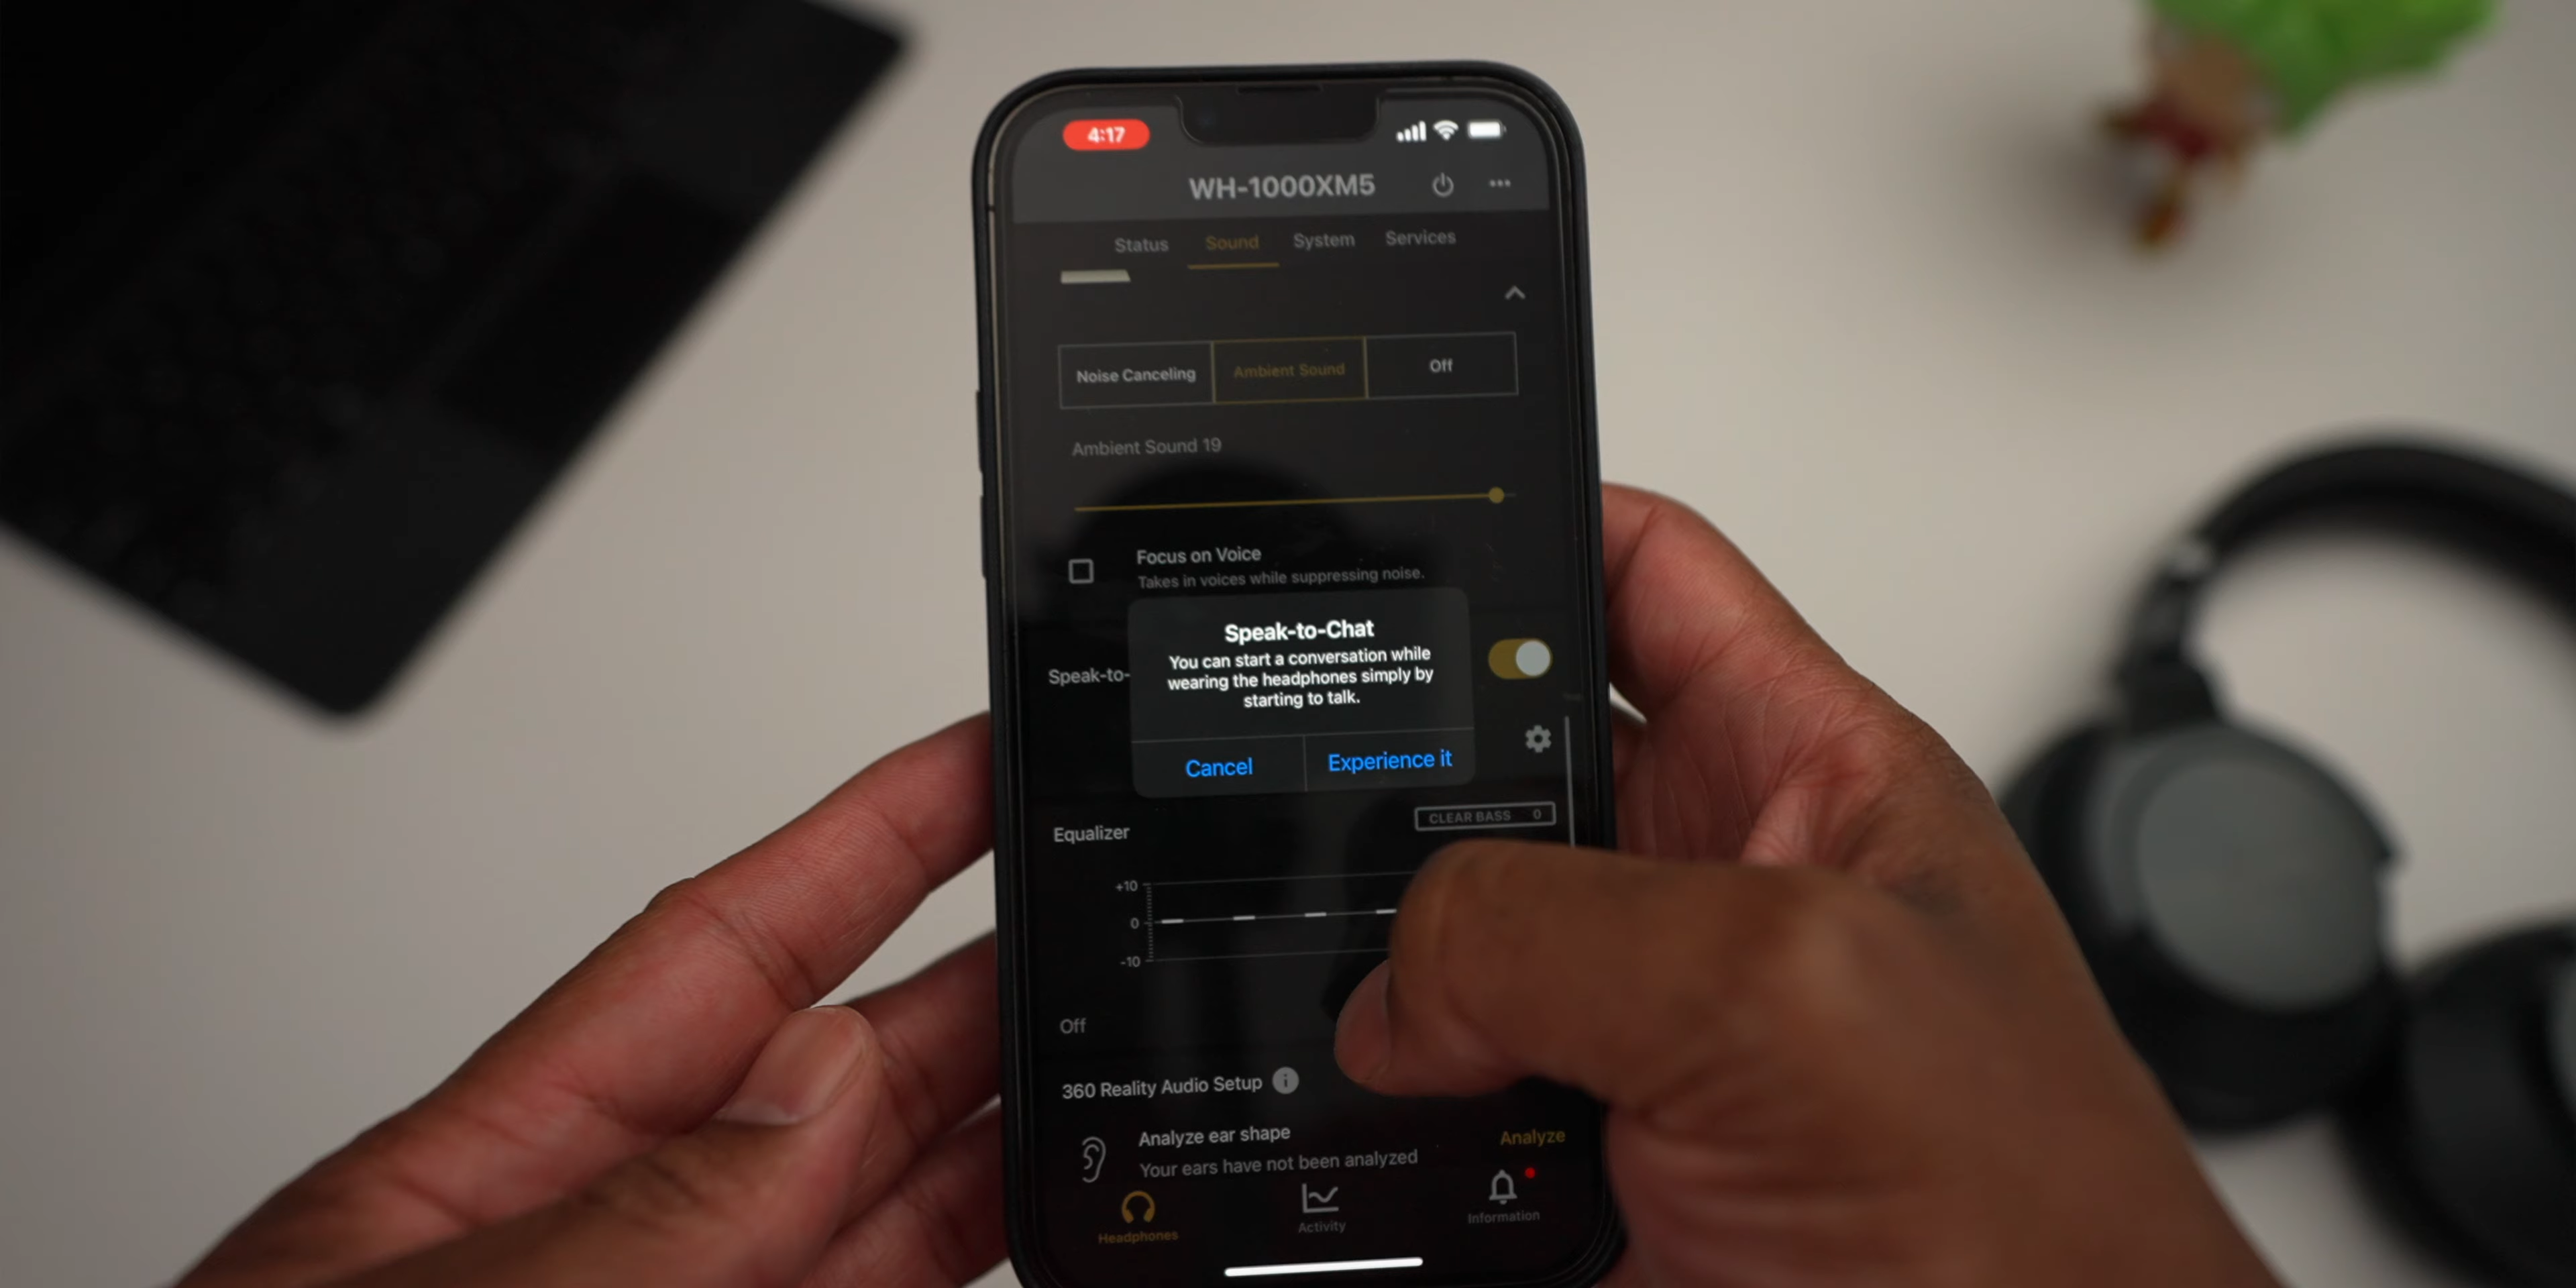 4:17
WH-1000XM5
Status Sound System Services
Noise Canceling Ambient Sound Off
Ambient Sound 19
Focus on Voice
Takes in voices while suppressing noise.
Speak-to-
Speak-to-Chat
You can start a conversation while
wearing the headphones simply by
starting to talk.
Cancel Experience it
Equalizer
CLEAR BASS 0
+10
0
-10
Off
360 Reality Audio Setup i
Analyze ear shape
Your ears have not been analyzed
Analyze
Headphones Activity Information